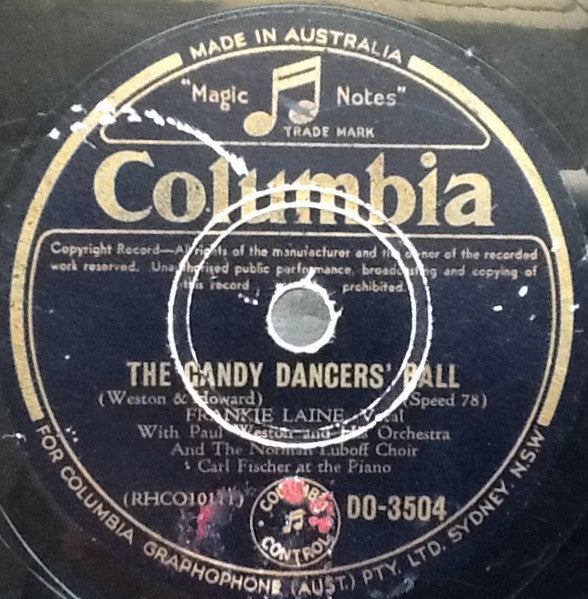 MADE IN AUSTRALIA
"Magic Notes"
TRADE MARK
Columbia
Copyright Record—All rights of the manufacturer and the owner of the recorded
work reserved. Unauthorised public performance, broadcasting and copying of
this record prohibited.
THE CANDY DANCERS' BALL
(Weston & Howard) (Speed 78)
FRANKIE LAINE, Vocal
With Paul Weston and His Orchestra
And The Norman Luboff Choir
Carl Fischer at the Piano
(RHCO10111) DO-3504
COLUMBIA
CONTROL
FOR COLUMBIA GRAPHOPHONE (AUST.) PTY. LTD. SYDNEY. N.S.W.